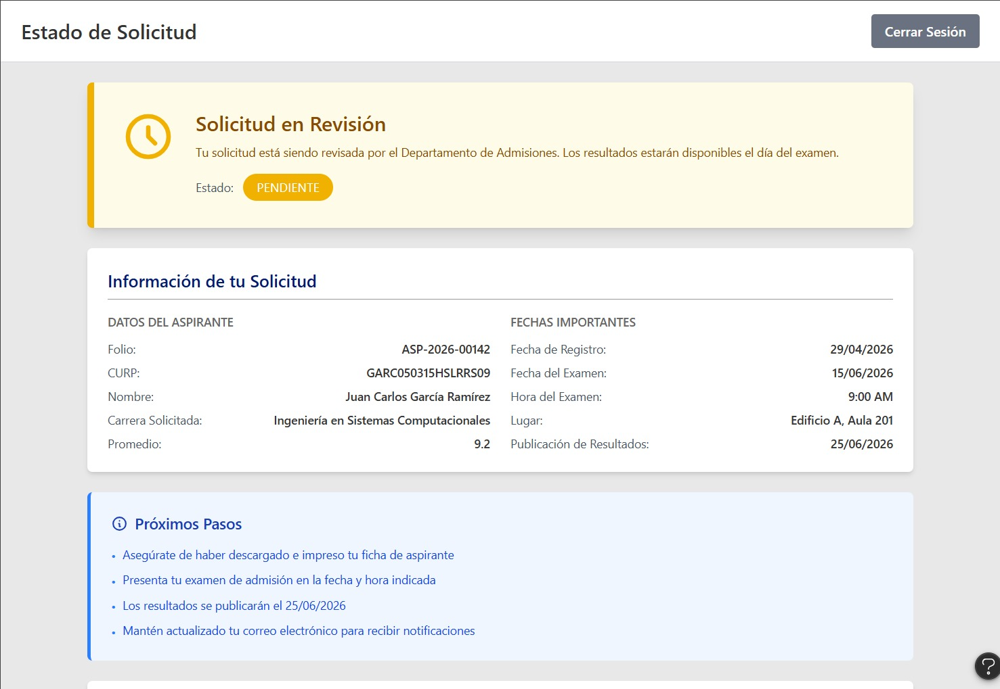 Estado de Solicitud
Cerrar Sesión
Solicitud en Revisión
Tu solicitud está siendo revisada por el Departamento de Admisiones. Los resultados estarán disponibles el día del examen.
Estado: PENDIENTE
Información de tu Solicitud
DATOS DEL ASPIRANTE
Folio: ASP-2026-00142
CURP: GARC050315HSLRRS09
Nombre: Juan Carlos García Ramírez
Carrera Solicitada: Ingeniería en Sistemas Computacionales
Promedio: 9.2
FECHAS IMPORTANTES
Fecha de Registro: 29/04/2026
Fecha del Examen: 15/06/2026
Hora del Examen: 9:00 AM
Lugar: Edificio A, Aula 201
Publicación de Resultados: 25/06/2026
Próximos Pasos
• Asegúrate de haber descargado e impreso tu ficha de aspirante
• Presenta tu examen de admisión en la fecha y hora indicada
• Los resultados se publicarán el 25/06/2026
• Mantén actualizado tu correo electrónico para recibir notificaciones
?